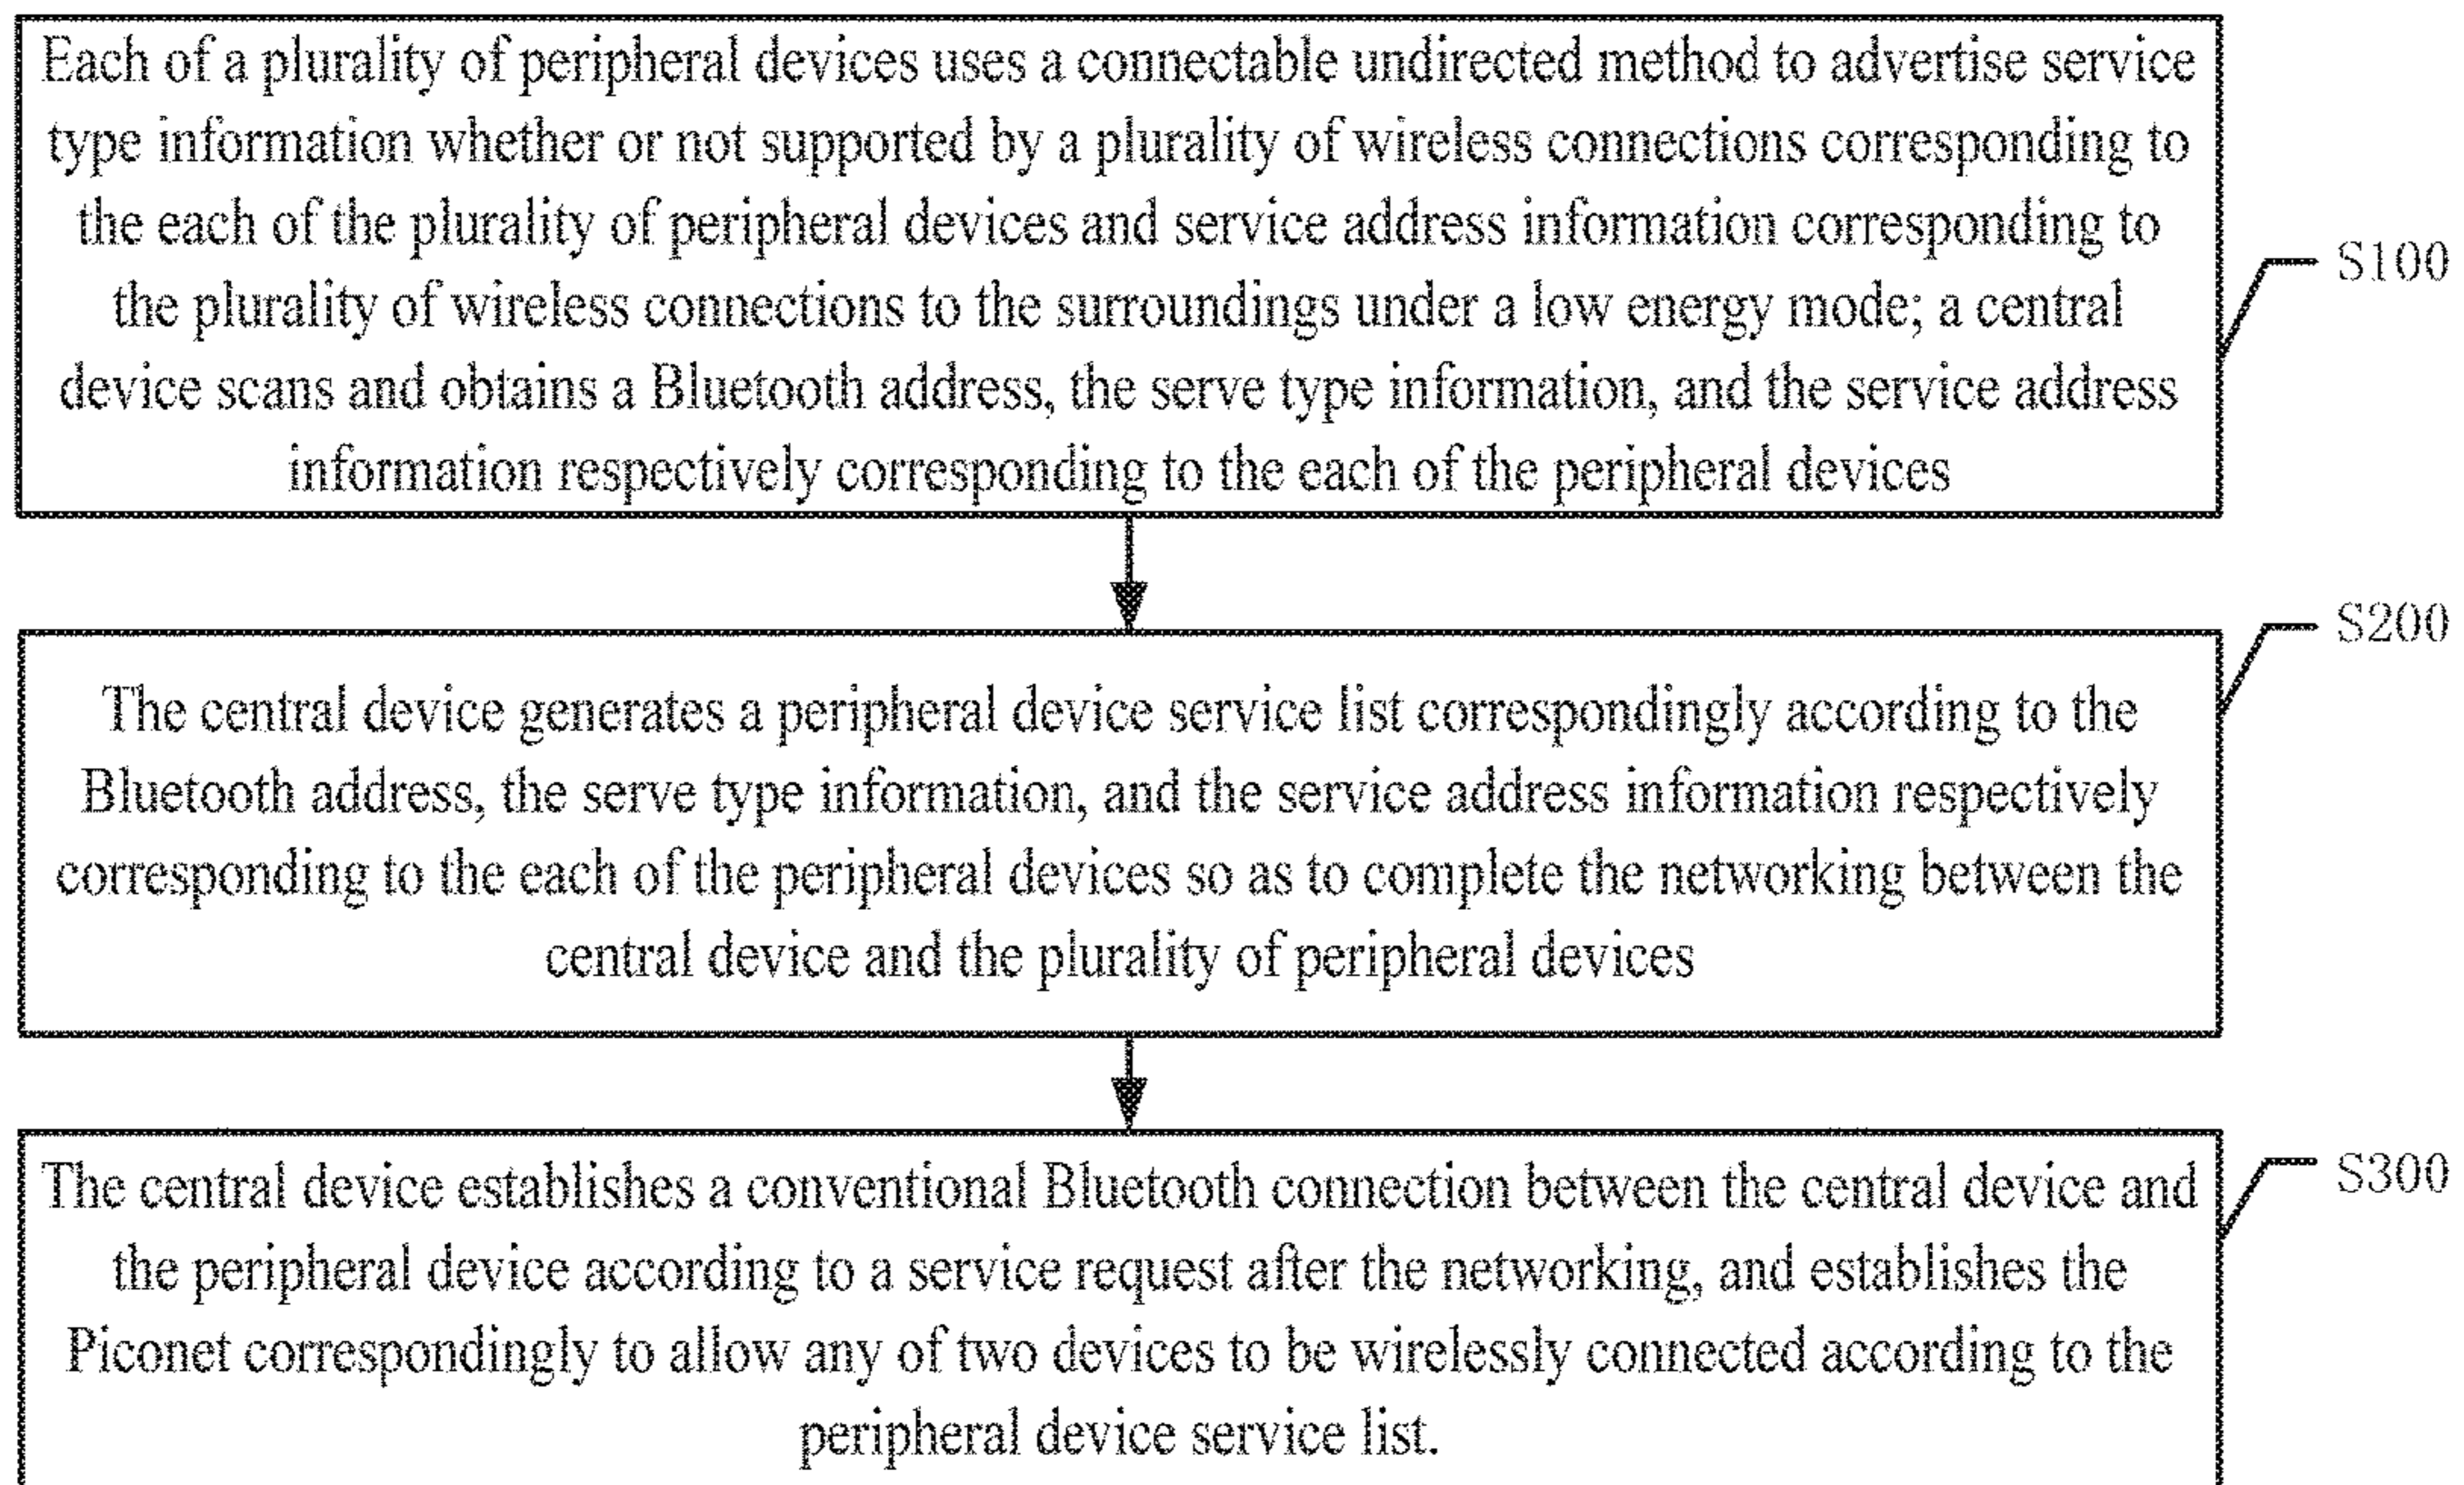 Each of a plurality of peripheral devices uses a connectable undirected method to advertise service
type information whether or not supported by a plurality of wireless connections corresponding to
the each of the plurality of peripheral devices and service address information corresponding to
the plurality of wireless connections to the surroundings under a low energy mode; a central
device scans and obtains a Bluetooth address, the serve type information, and the service address
information respectively corresponding to the each of the peripheral devices
S100
The central device generates a peripheral device service list correspondingly according to the
Bluetooth address, the serve type information, and the service address information respectively
corresponding to the each of the peripheral devices so as to complete the networking between the
central device and the plurality of peripheral devices
S200
The central device establishes a conventional Bluetooth connection between the central device and
the peripheral device according to a service request after the networking, and establishes the
Piconet correspondingly to allow any of two devices to be wirelessly connected according to the
peripheral device service list.
S300